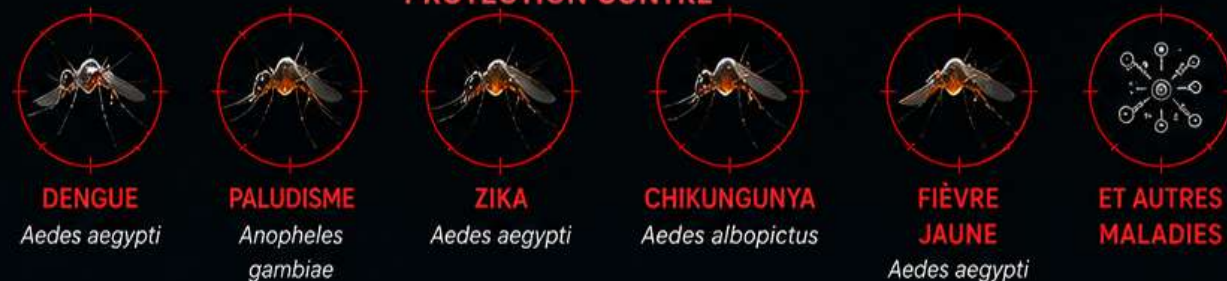 PROTECTION CONTRE
DENGUE
Aedes aegypti
PALUDISME
Anopheles
gambiae
ZIKA
Aedes aegypti
CHIKUNGUNYA
Aedes albopictus
FIÈVRE
JAUNE
Aedes aegypti
ET AUTRES
MALADIES